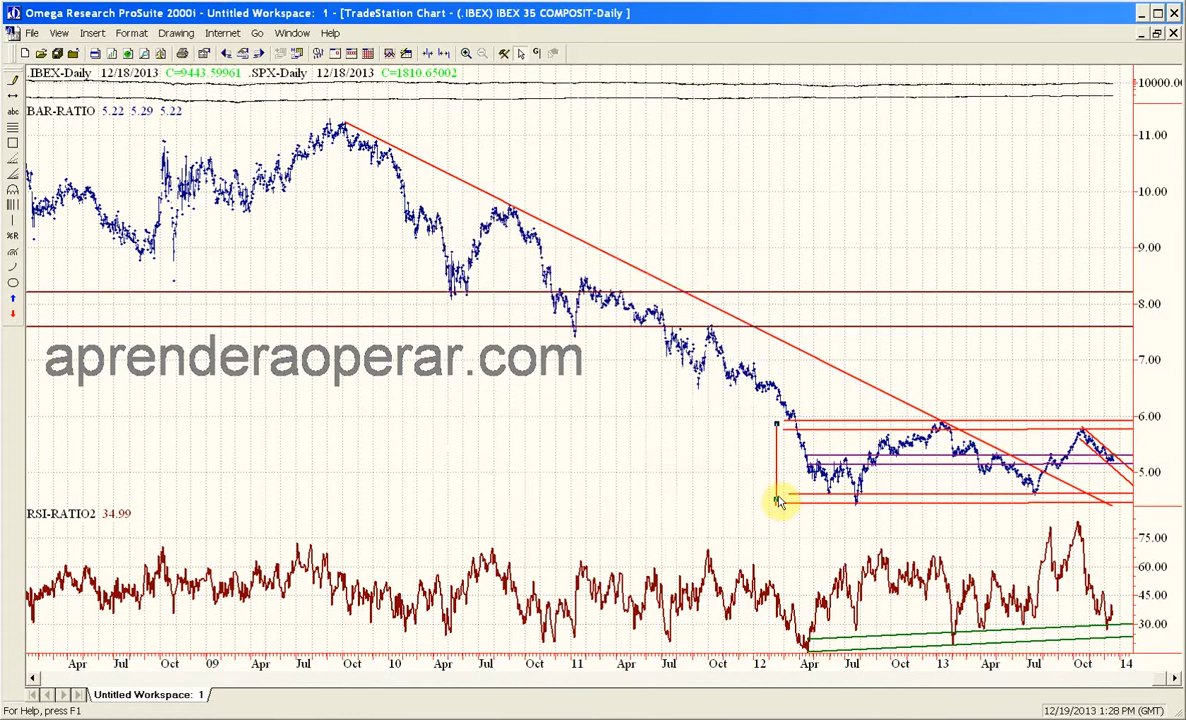 Omega Research ProSuite 2000i - Untitled Workspace: 1 - [TradeStation Chart - (.IBEX) IBEX 35 COMPOSIT-Daily ]
File View Insert Format Drawing Internet Go Window Help
.IBEX-Daily 12/18/2013 C=9443.59961 .SPX-Daily 12/18/2013 C=1810.65002
10000.00
BAR-RATIO 5.22 5.29 5.22
abc
11.00
10.00
%R
9.00
8.00
aprenderaoperar.com
7.00
6.00
5.00
RSI-RATIO2 34.99
75.00
60.00
45.00
30.00
Apr Jul Oct 09 Apr Jul Oct 10 Apr Jul Oct 11 Apr Jul Oct 12 Apr Jul Oct 13 Apr Jul Oct 14
Untitled Workspace: 1
For Help, press F1
12/19/2013 1:28 PM (GMT)